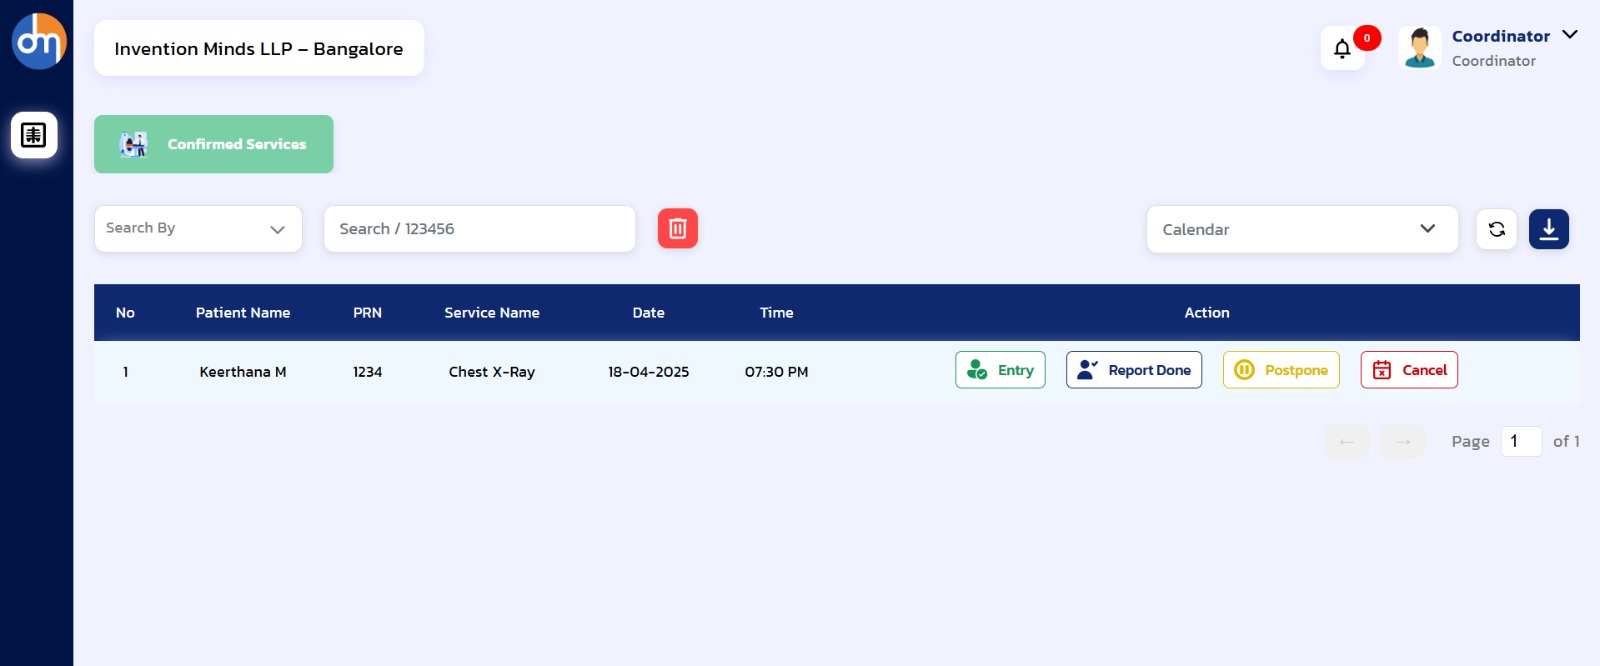 dm
Invention Minds LLP – Bangalore
0
Coordinator
Coordinator
Confirmed Services
Search By
Search / 123456
Calendar
No Patient Name PRN Service Name Date Time Action
1 Keerthana M 1234 Chest X-Ray 18-04-2025 07:30 PM Entry Report Done Postpone Cancel
← → Page 1 of 1